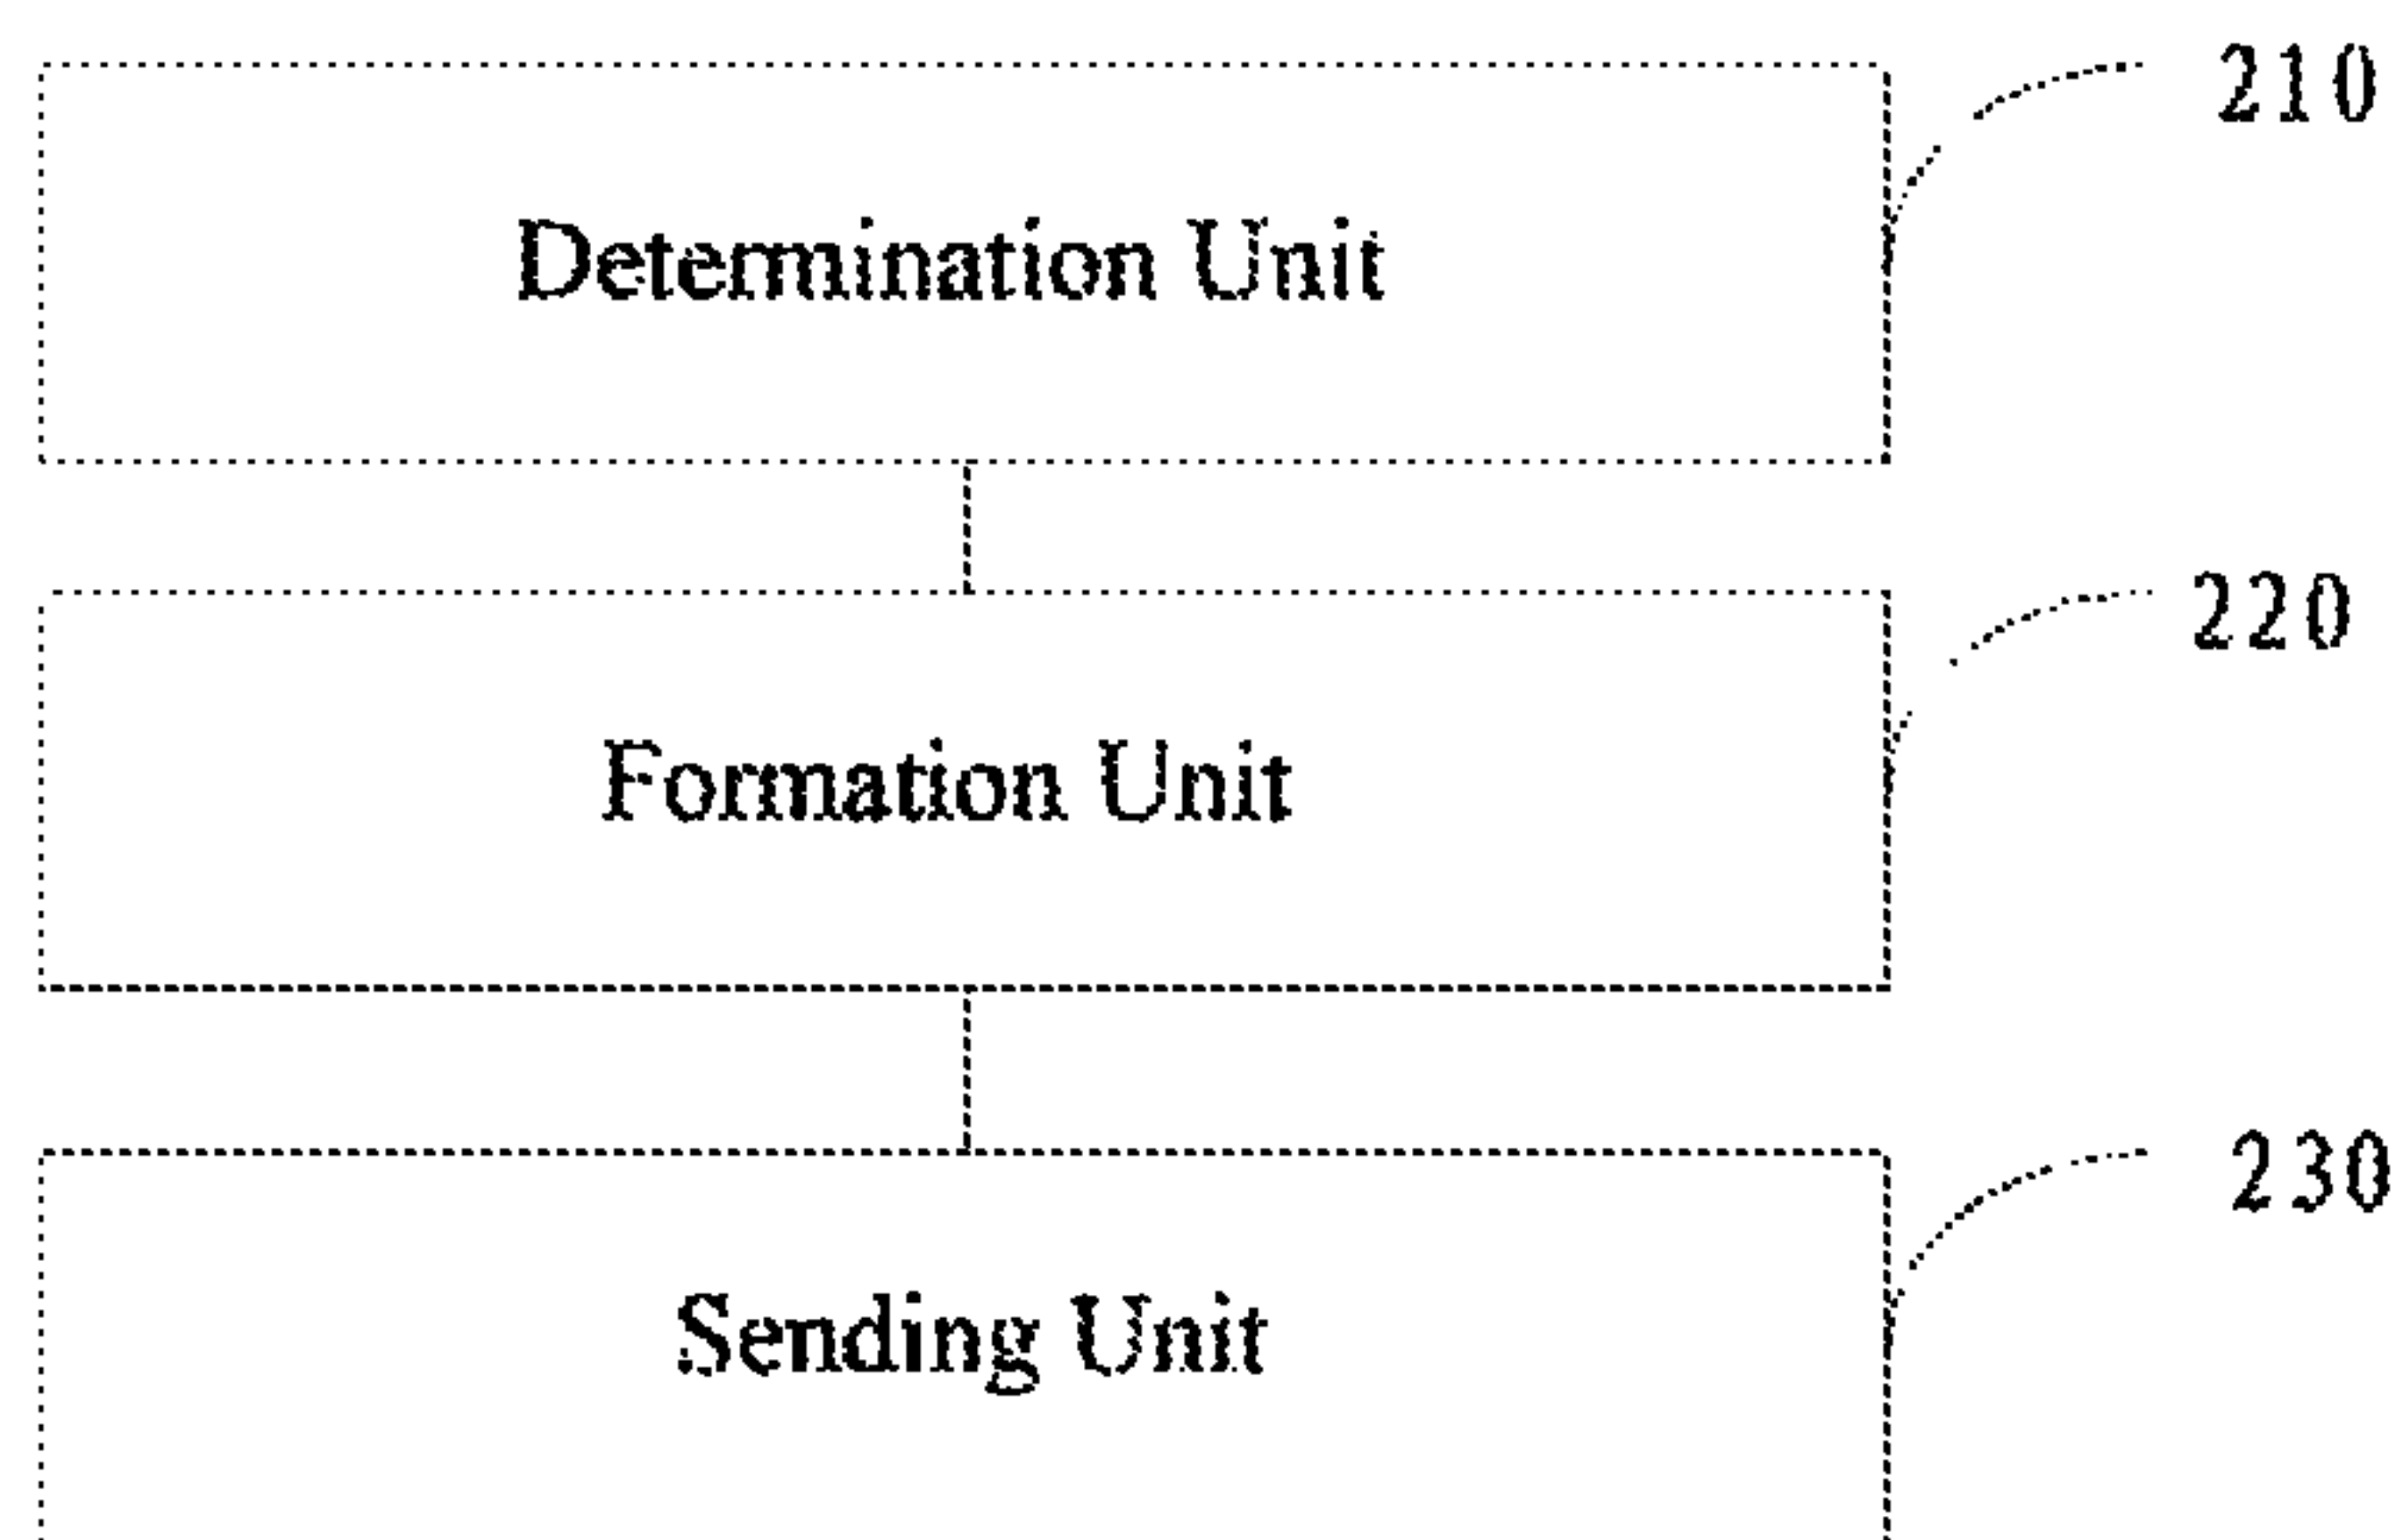 210
Determination Unit
220
Formation Unit
230
Sending Unit